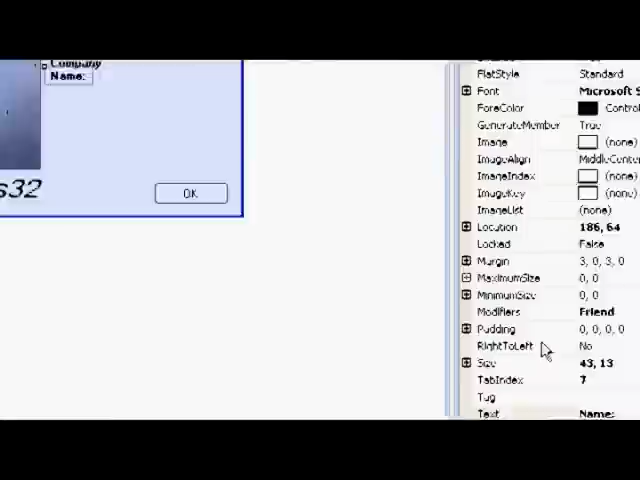 Company
Name:
s32
OK
FlatStyle Standard
Font Microsoft S
ForeColor Control
GenerateMember True
Image (none)
ImageAlign MiddleCente
ImageIndex (none)
ImageKey (none)
ImageList (none)
Location 186, 64
Locked False
Margin 3, 0, 3, 0
MaximumSize 0, 0
MinimumSize 0, 0
Modifiers Friend
Padding 0, 0, 0, 0
RightToLeft No
Size 43, 13
TabIndex 7
Tag
Text Name: